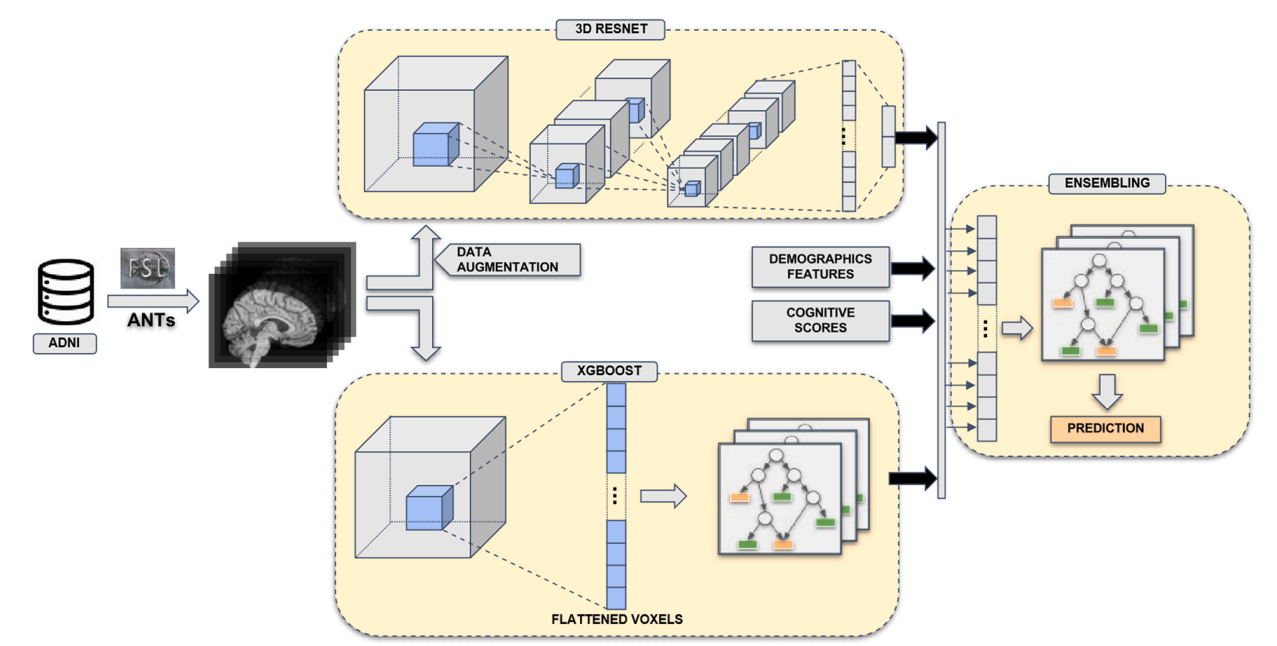 3D RESNET
ENSEMBLING
DATA
AUGMENTATION
DEMOGRAPHICS
FEATURES
FSL
ANTs
COGNITIVE
SCORES
ADNI
XGBOOST
PREDICTION
FLATTENED VOXELS